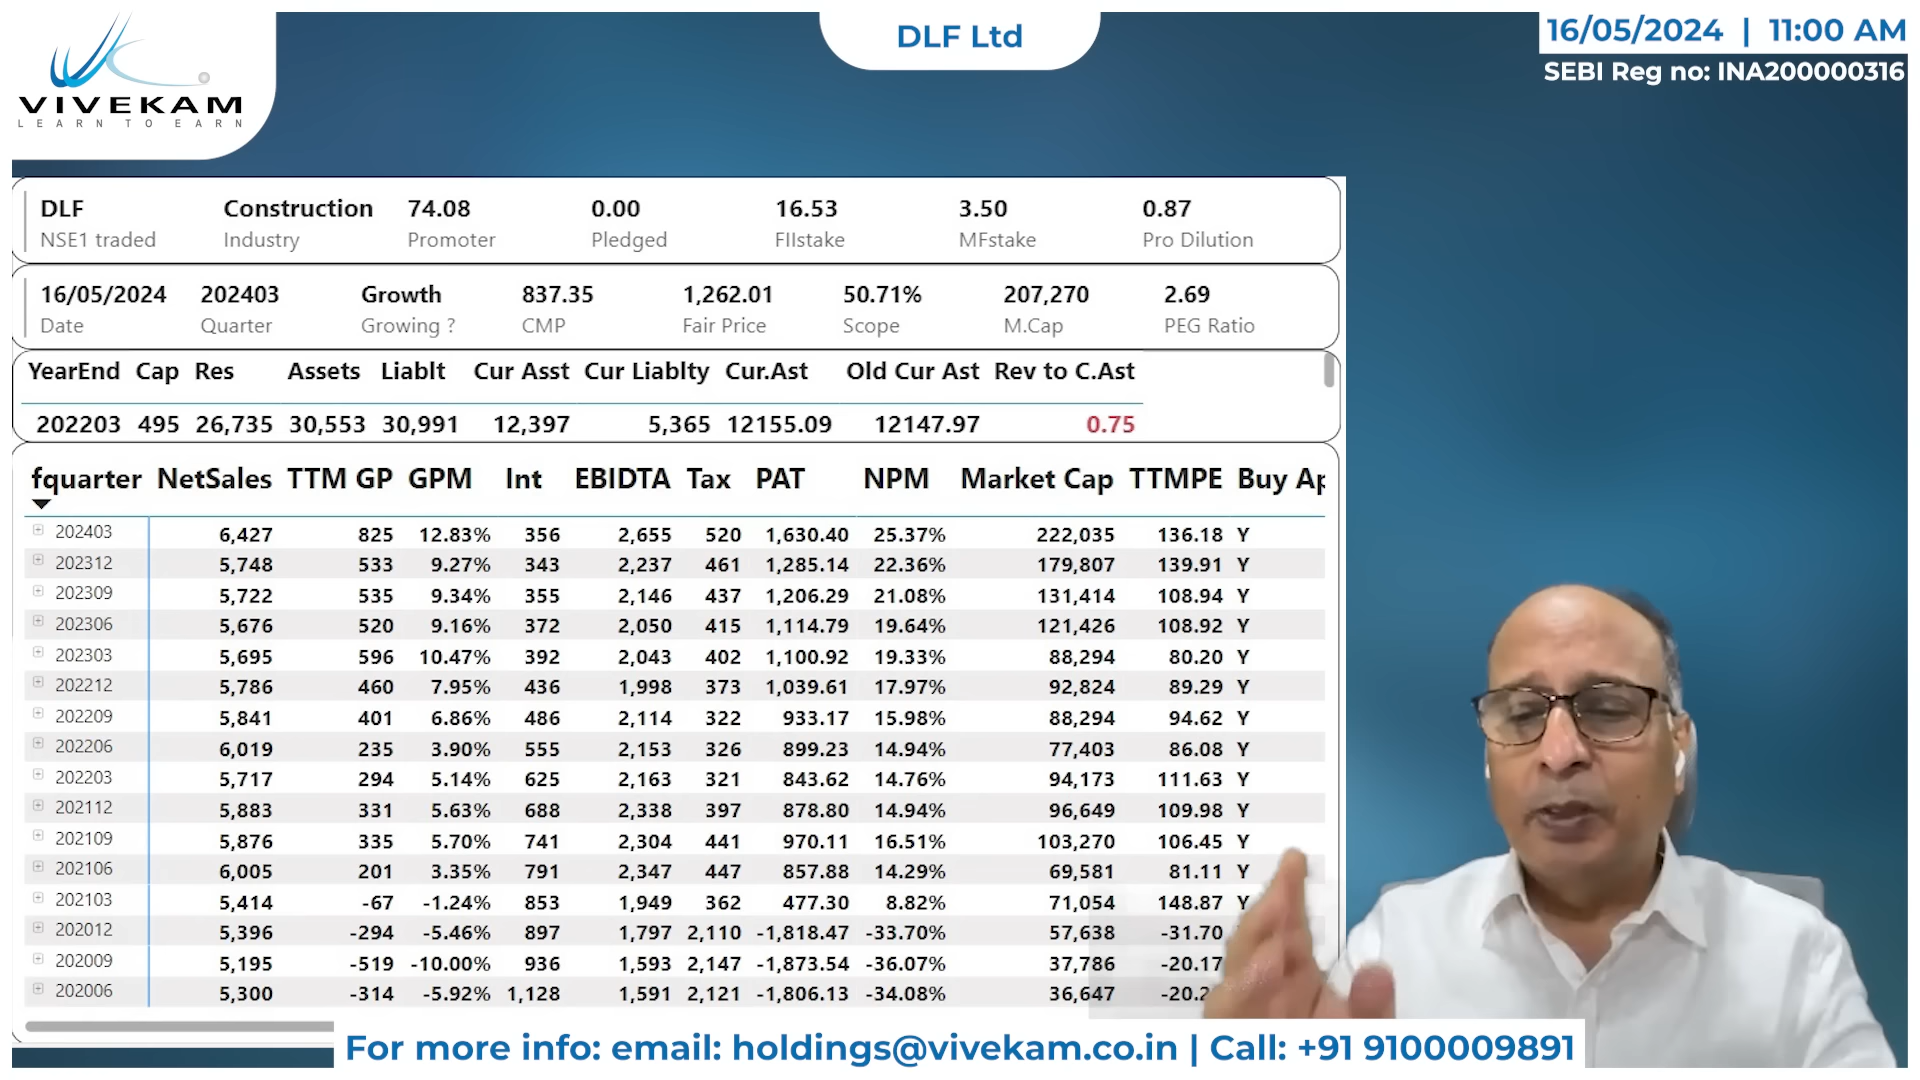 VIVEKAM
LEARN TO EARN
DLF Ltd
16/05/2024 | 11:00 AM
SEBI Reg no: INA200000316
DLF Construction 74.08 0.00 16.53 3.50 0.87
NSE1 traded Industry Promoter Pledged FIIstake MFstake Pro Dilution
16/05/2024 202403 Growth 837.35 1,262.01 50.71% 207,270 2.69
Date Quarter Growing ? CMP Fair Price Scope M.Cap PEG Ratio
YearEnd Cap Res Assets Liablt Cur Asst Cur Liablty Cur.Ast Old Cur Ast Rev to C.Ast
202203 495 26,735 30,553 30,991 12,397 5,365 12155.09 12147.97 0.75
fquarter NetSales TTM GP GPM Int EBIDTA Tax PAT NPM Market Cap TTMPE Buy Ap
202403 6,427 825 12.83% 356 2,655 520 1,630.40 25.37% 222,035 136.18 Y
202312 5,748 533 9.27% 343 2,237 461 1,285.14 22.36% 179,807 139.91 Y
202309 5,722 535 9.34% 355 2,146 437 1,206.29 21.08% 131,414 108.94 Y
202306 5,676 520 9.16% 372 2,050 415 1,114.79 19.64% 121,426 108.92 Y
202303 5,695 596 10.47% 392 2,043 402 1,100.92 19.33% 88,294 80.20 Y
202212 5,786 460 7.95% 436 1,998 373 1,039.61 17.97% 92,824 89.29 Y
202209 5,841 401 6.86% 486 2,114 322 933.17 15.98% 88,294 94.62 Y
202206 6,019 235 3.90% 555 2,153 326 899.23 14.94% 77,403 86.08 Y
202203 5,717 294 5.14% 625 2,163 321 843.62 14.76% 94,173 111.63 Y
202112 5,883 331 5.63% 688 2,338 397 878.80 14.94% 96,649 109.98 Y
202109 5,876 335 5.70% 741 2,304 441 970.11 16.51% 103,270 106.45 Y
202106 6,005 201 3.35% 791 2,347 447 857.88 14.29% 69,581 81.11 Y
202103 5,414 -67 -1.24% 853 1,949 362 477.30 8.82% 71,054 148.87 Y
202012 5,396 -294 -5.46% 897 1,797 2,110 -1,818.47 -33.70% 57,638 -31.70
202009 5,195 -519 -10.00% 936 1,593 2,147 -1,873.54 -36.07% 37,786 -20.17
202006 5,300 -314 -5.92% 1,128 1,591 2,121 -1,806.13 -34.08% 36,647
For more info: email: holdings@vivekam.co.in | Call: +91 9100009891